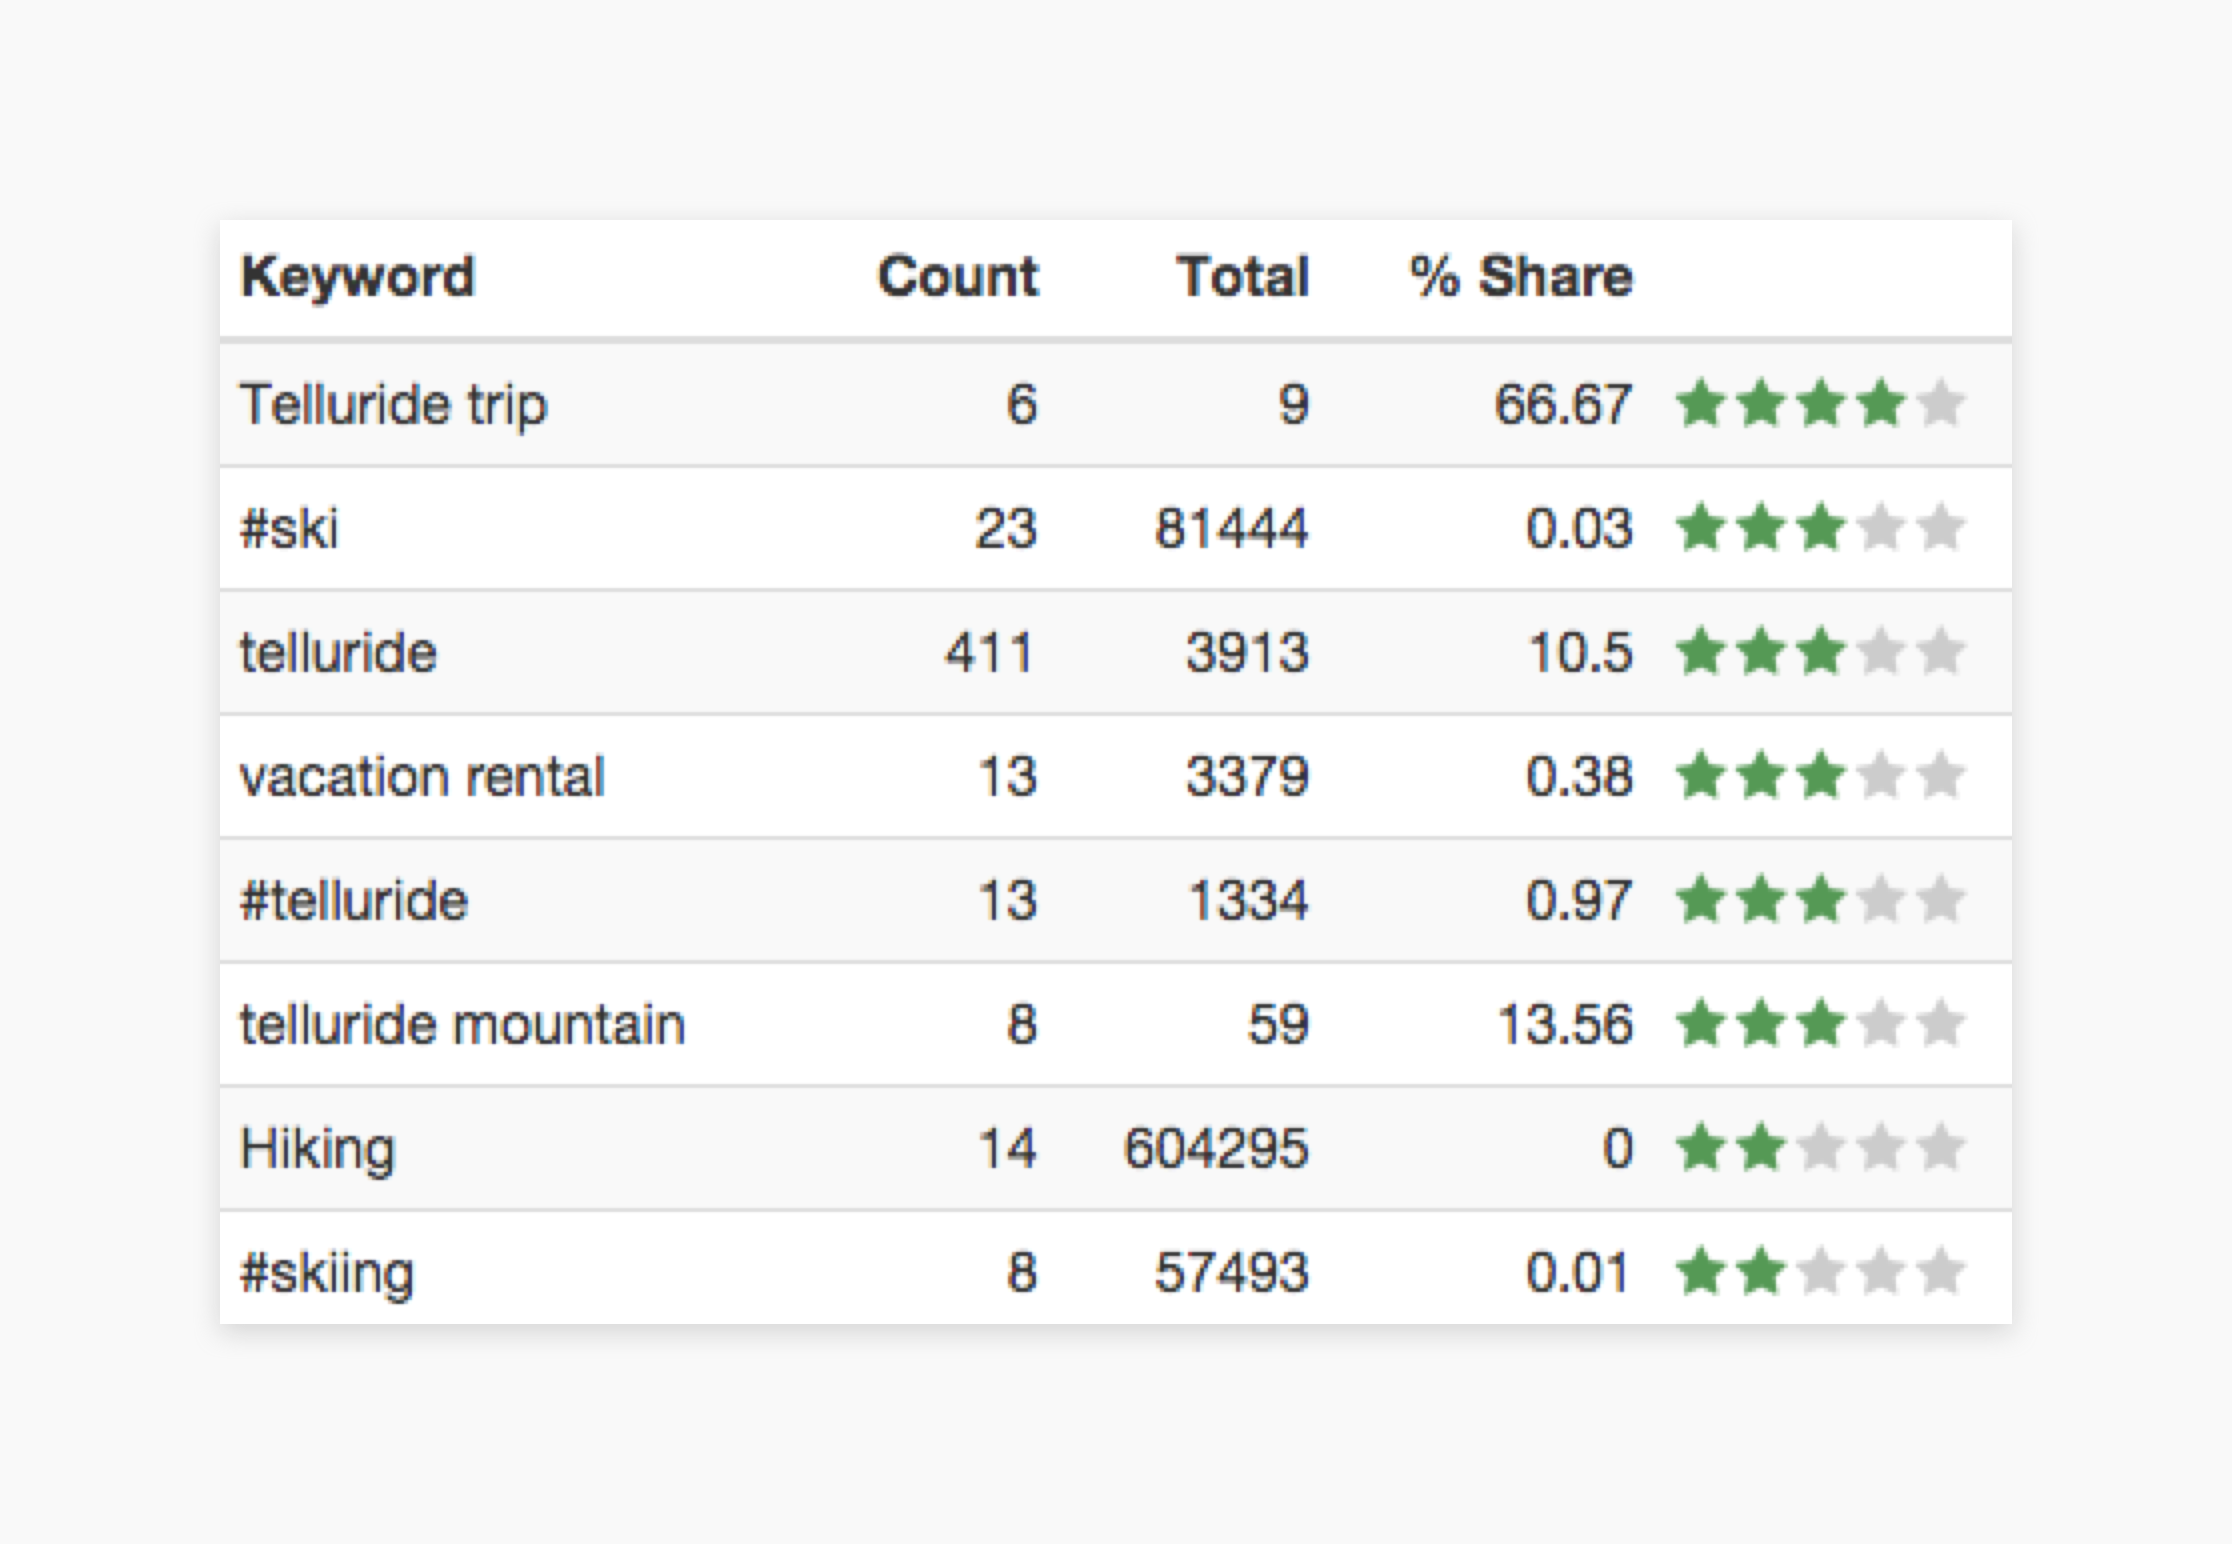 Keyword Count Total % Share
Telluride trip 6 9 66.67
#ski 23 81444 0.03
telluride 411 3913 10.5
vacation rental 13 3379 0.38
#telluride 13 1334 0.97
telluride mountain 8 59 13.56
Hiking 14 604295 0
#skiing 8 57493 0.01